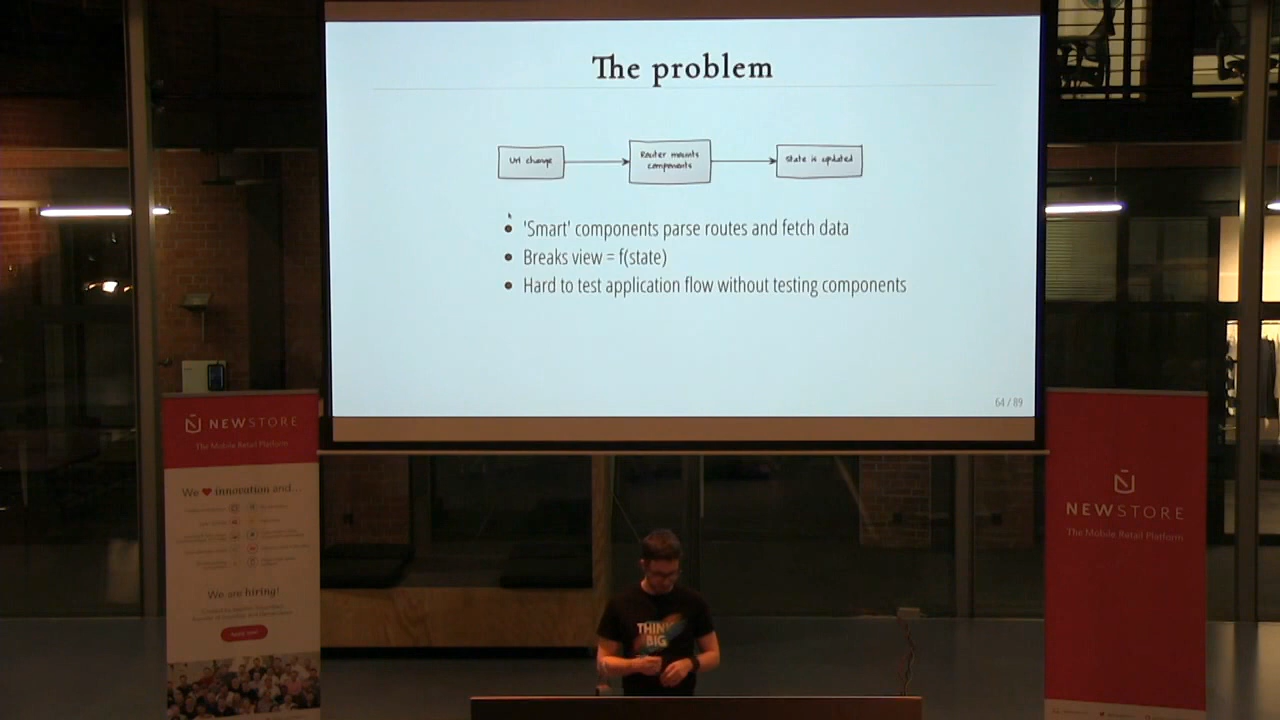 The problem
Url change
Router mounts
components
State is updated
'Smart' components parse routes and fetch data
Breaks view = f(state)
Hard to test application flow without testing components
64 / 89
NEWSTORE
The Mobile Retail Platform
We ♥ innovation and...
We are hiring!
Apply now!
NEWSTORE
The Mobile Retail Platform
THINK
BIG